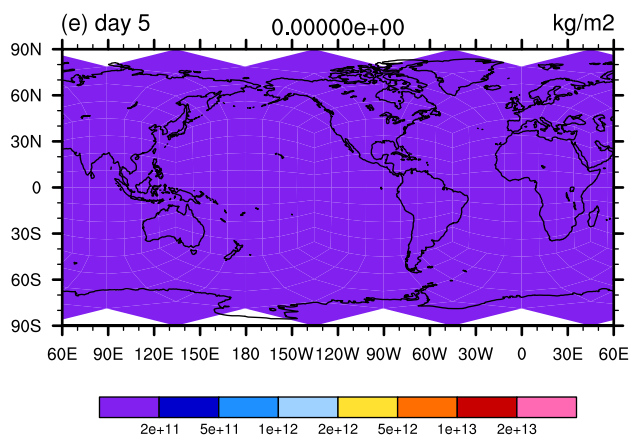 (e) day 5 0.00000e+00 kg/m2
90N
60N
30N
0
30S
60S
90S
60E 90E 120E 150E 180 150W 120W 90W 60W 30W 0 30E 60E
2e+11 5e+11 1e+12 2e+12 5e+12 1e+13 2e+13